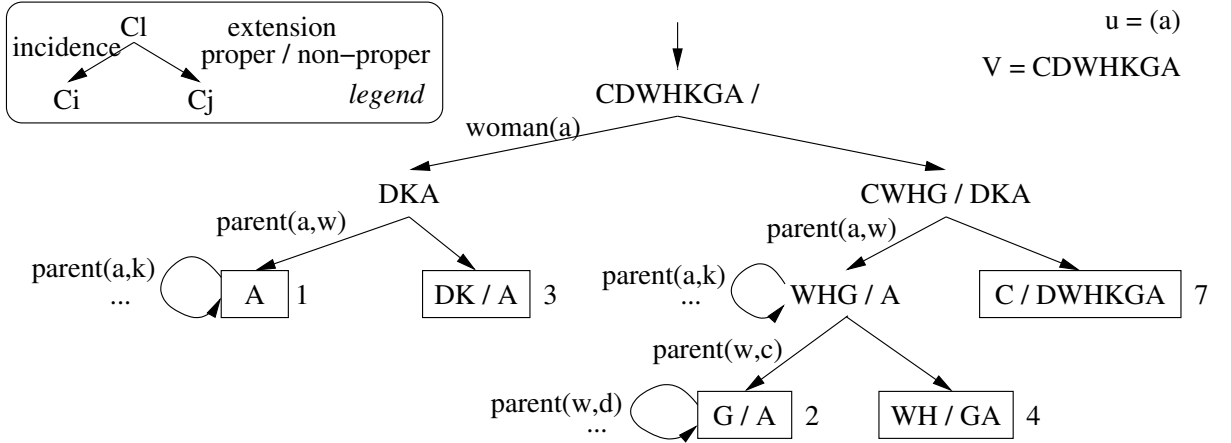 Cl
incidence
extension
proper / non−proper
Ci
Cj
legend
u = (a)
V = CDWHKGA
CDWHKGA /
woman(a)
DKA
CWHG / DKA
parent(a,w)
parent(a,w)
parent(a,k)
...
A
1
DK / A
3
parent(a,k)
...
WHG / A
C / DWHKGA
7
parent(w,c)
parent(w,d)
...
G / A
2
WH / GA
4